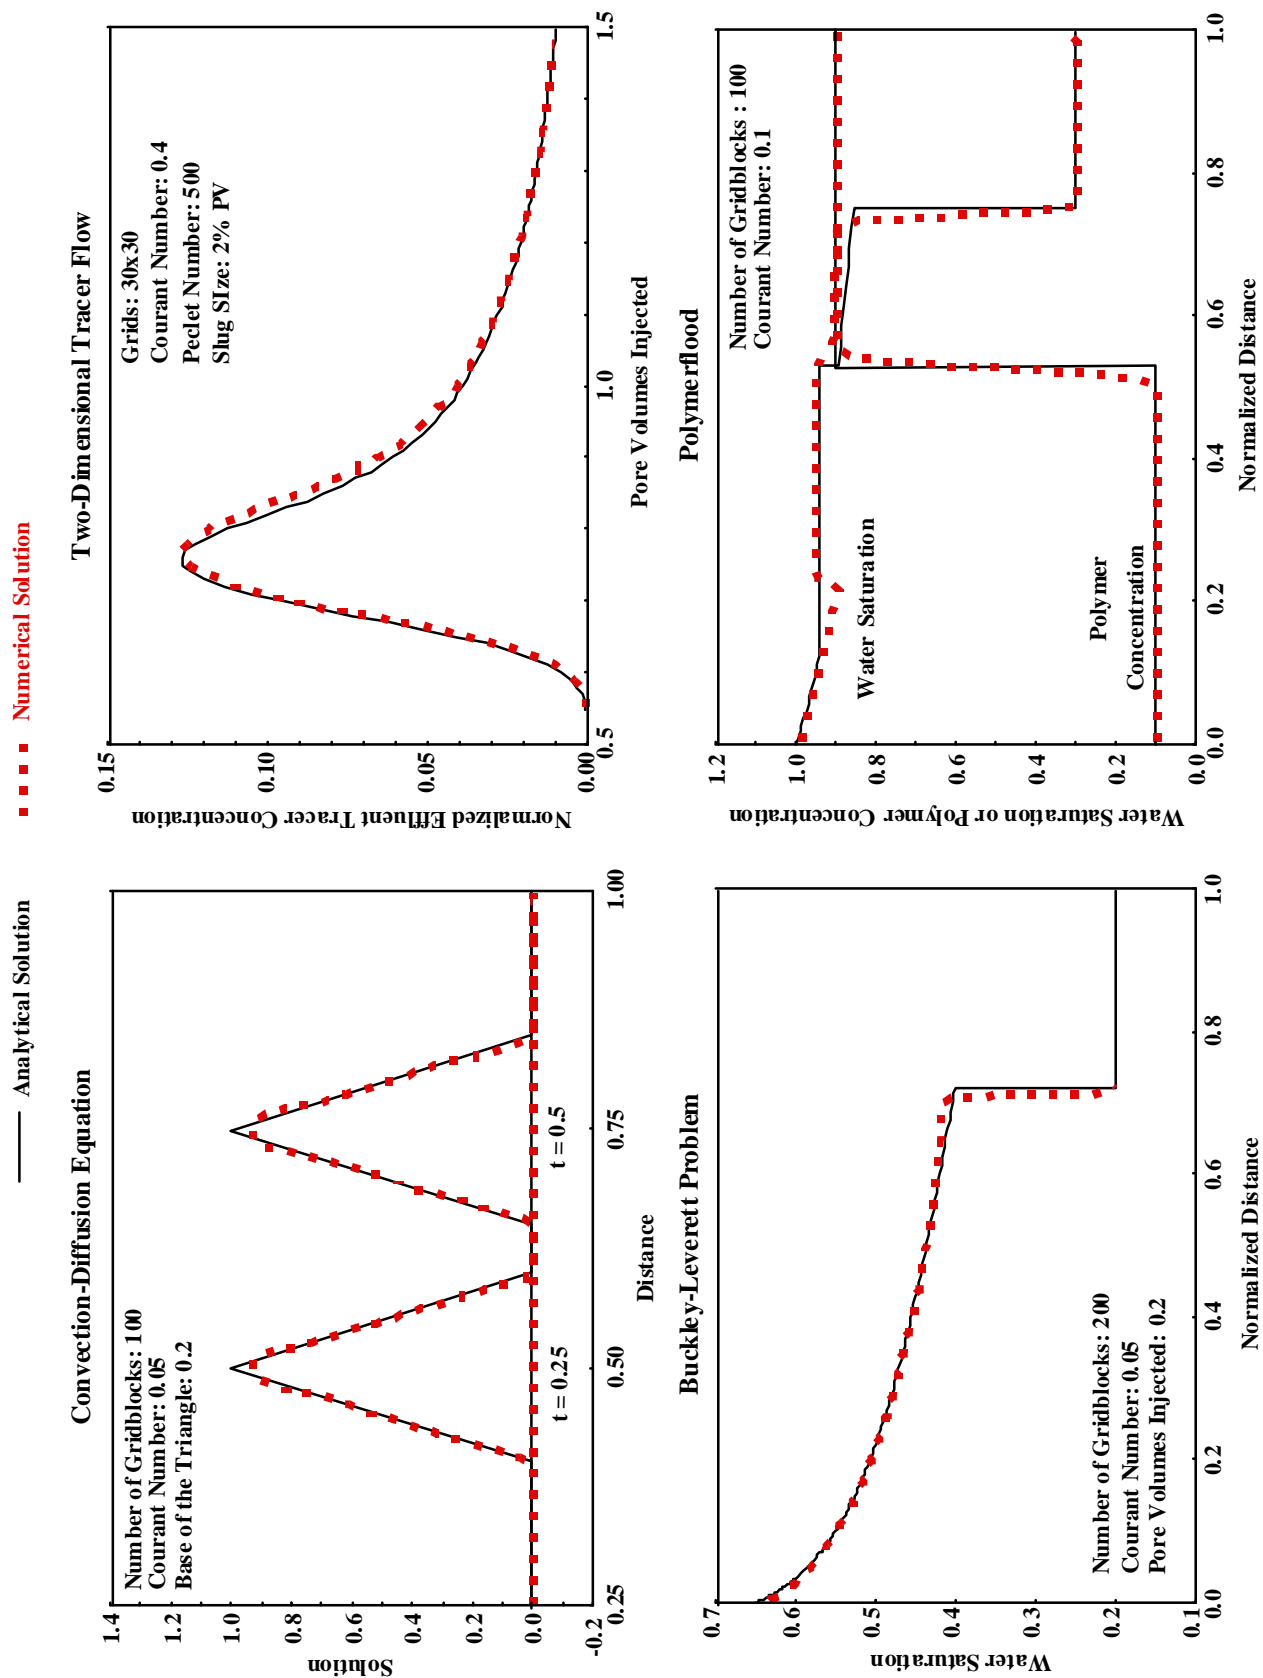 Analytical Solution
Numerical Solution
Convection-Diffusion Equation
Number of Gridblocks: 100
Courant Number: 0.05
Base of the Triangle: 0.2
Solution
1.4
1.2
1.0
0.8
0.6
0.4
0.2
0.0
-0.2
t = 0.25
t = 0.5
0.25
0.50
0.75
1.00
Distance
Two-Dimensional Tracer Flow
Grids: 30x30
Courant Number: 0.4
Peclet Number: 500
Slug SIze: 2% PV
Normalized Effluent Tracer Concentration
0.15
0.10
0.05
0.00
0.5
1.0
1.5
Pore Volumes Injected
Buckley-Leverett Problem
Water Saturation
0.7
0.6
0.5
0.4
0.3
0.2
0.1
Number of Gridblocks: 200
Courant Number: 0.05
Pore Volumes Injected: 0.2
0.0
0.2
0.4
0.6
0.8
1.0
Normalized Distance
Polymerflood
Number of Gridblocks : 100
Courant Number: 0.1
Water Saturation or Polymer Concentration
1.2
1.0
0.8
0.6
0.4
0.2
0.0
Water Saturation
Polymer
Concentration
0.0
0.2
0.4
0.6
0.8
1.0
Normalized Distance